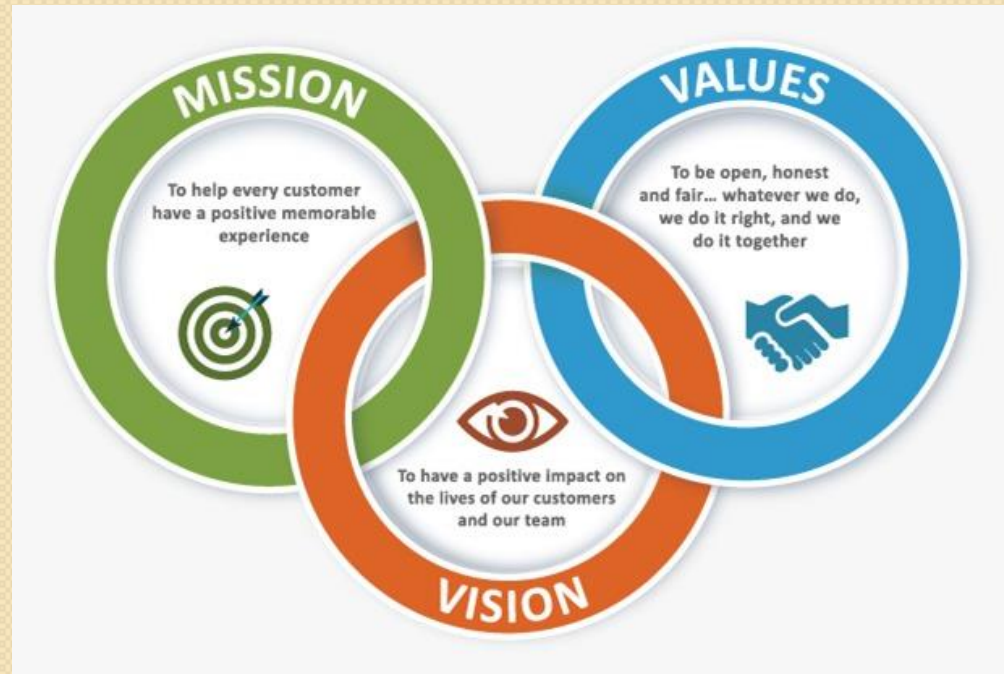 MISSION
To help every customer
have a positive memorable
experience
VALUES
To be open, honest
and fair... whatever we do,
we do it right, and we
do it together
To have a positive impact on
the lives of our customers
and our team
VISION